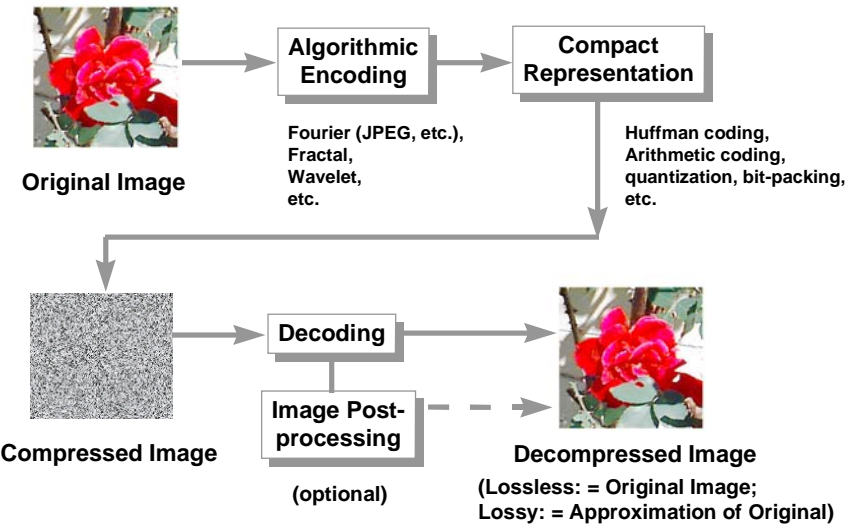 Original Image
Algorithmic
Encoding
Fourier (JPEG, etc.),
Fractal,
Wavelet,
etc.
Compact
Representation
Huffman coding,
Arithmetic coding,
quantization, bit-packing,
etc.
Compressed Image
Decoding
Image Post-
processing
(optional)
Decompressed Image
(Lossless: = Original Image;
Lossy: = Approximation of Original)